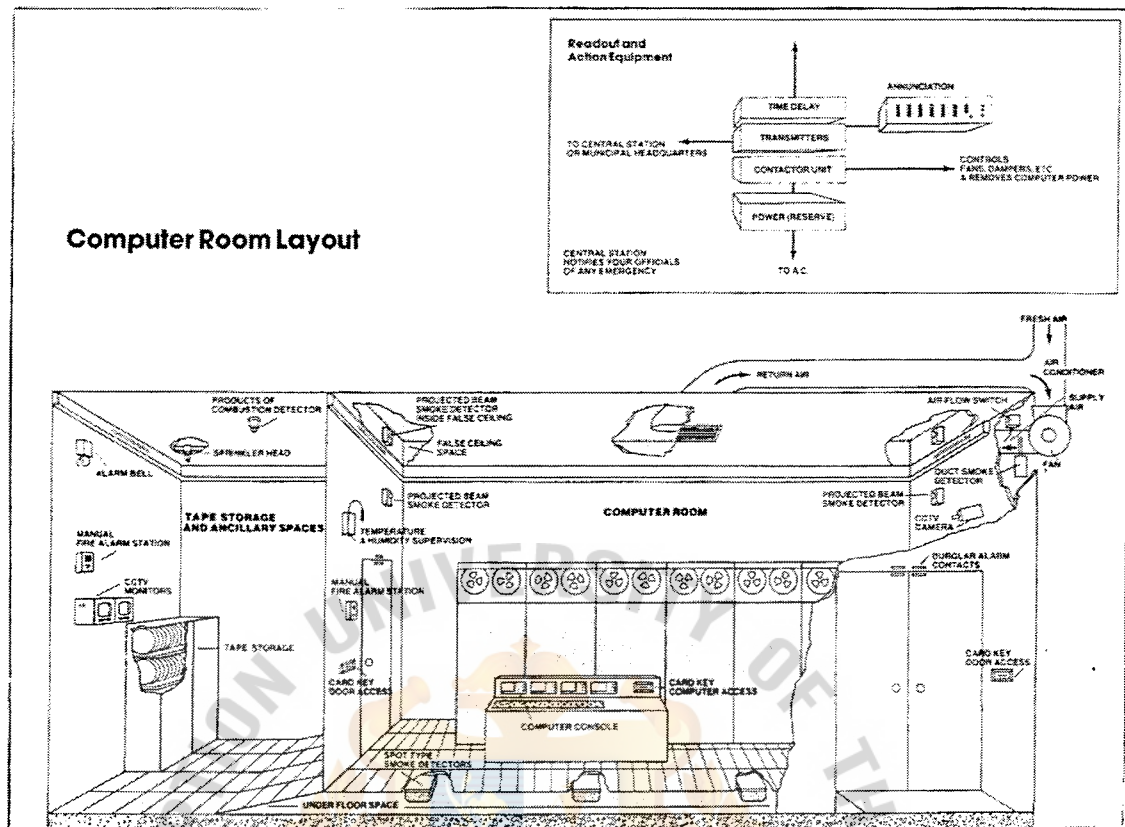 Readout and
Action Equipment
TIME DELAY
ANNUNCIATION
TRANSMITTERS
TO CENTRAL STATION
OR MUNICIPAL HEADQUARTERS
CONTACTOR UNIT
CONTROLS
FANS, DAMPERS, ETC
& REMOVES COMPUTER POWER
POWER (RESERVE)
CENTRAL STATION
NOTIFIES YOUR OFFICIALS
OF ANY EMERGENCY
TO A.C.
Computer Room Layout
FRESH AIR
RETURN AIR
AIR
CONDITIONER
PRODUCTS OF
COMBUSTION DETECTOR
PROJECTED BEAM
SMOKE DETECTOR
INSIDE FALSE CEILING
AIR FLOW SWITCH
SUPPLY
AIR
SPRINKLER HEAD
FALSE CEILING
SPACE
ALARM BELL
FAN
DUCT SMOKE
DETECTOR
PROJECTED BEAM
SMOKE DETECTOR
PROJECTED BEAM
SMOKE DETECTOR
TAPE STORAGE
AND ANCILLARY SPACES
COMPUTER ROOM
CCTV
CAMERA
TEMPERATURE
& HUMIDITY SUPERVISION
MANUAL
FIRE ALARM STATION
BURGLAR ALARM
CONTACTS
CCTV
MONITORS
MANUAL
FIRE ALARM STATION
TAPE STORAGE
CARD KEY
DOOR ACCESS
CARD KEY
COMPUTER ACCESS
CARD KEY
DOOR ACCESS
COMPUTER CONSOLE
SPOT TYPE
SMOKE DETECTORS
UNDER FLOOR SPACE
UNIVERSITY OF TH